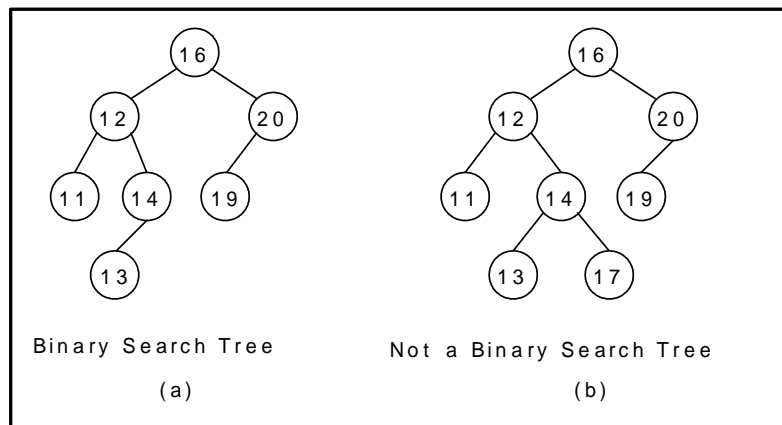 16
12 20
11 14 19
13
Binary Search Tree
(a)
16
12 20
11 14 19
13 17
Not a Binary Search Tree
(b)